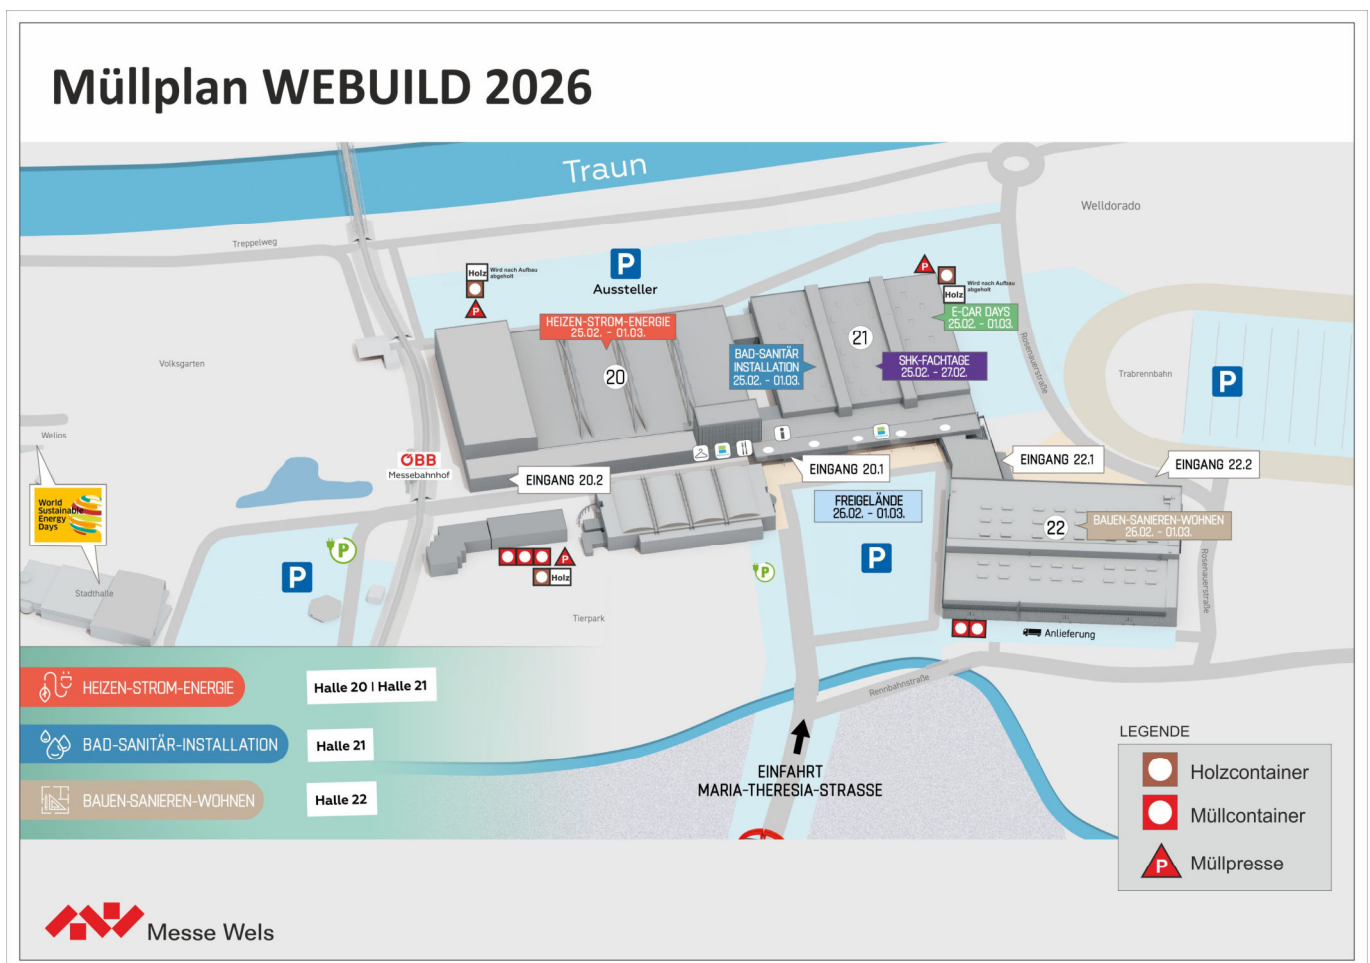 Müllplan WEBUILD 2026
Traun
Welldorado
Treppelweg
Holz
Wird nach Aufbau
abgeholt
P
P
Aussteller
P
Wird nach Aufbau
abgeholt
Holz
E-CAR DAYS
25.02. - 01.03.
HEIZEN-STROM-ENERGIE
25.02. - 01.03.
21
BAD-SANITÄR
INSTALLATION
25.02. - 01.03.
SHK-FACHTAGE
25.02. - 27.02.
20
Rosenauerstraße
Volksgarten
Trabrennbahn
P
Welios
ÖBB
Messebahnhof
i
EINGANG 20.2
EINGANG 20.1
EINGANG 22.1
EINGANG 22.2
World
Sustainable
Energy
Days
FREIGELÄNDE
25.02. - 01.03.
22
BAUEN-SANIEREN-WOHNEN
25.02. - 01.03.
P
P
P
Holz
P
P
Rosenauerstraße
Stadthalle
Tierpark
Anlieferung
HEIZEN-STROM-ENERGIE
Halle 20 I Halle 21
Rennbahnstraße
BAD-SANITÄR-INSTALLATION
Halle 21
BAUEN-SANIEREN-WOHNEN
Halle 22
EINFAHRT
MARIA-THERESIA-STRASSE
LEGENDE
Holzcontainer
Müllcontainer
P
Müllpresse
Messe Wels